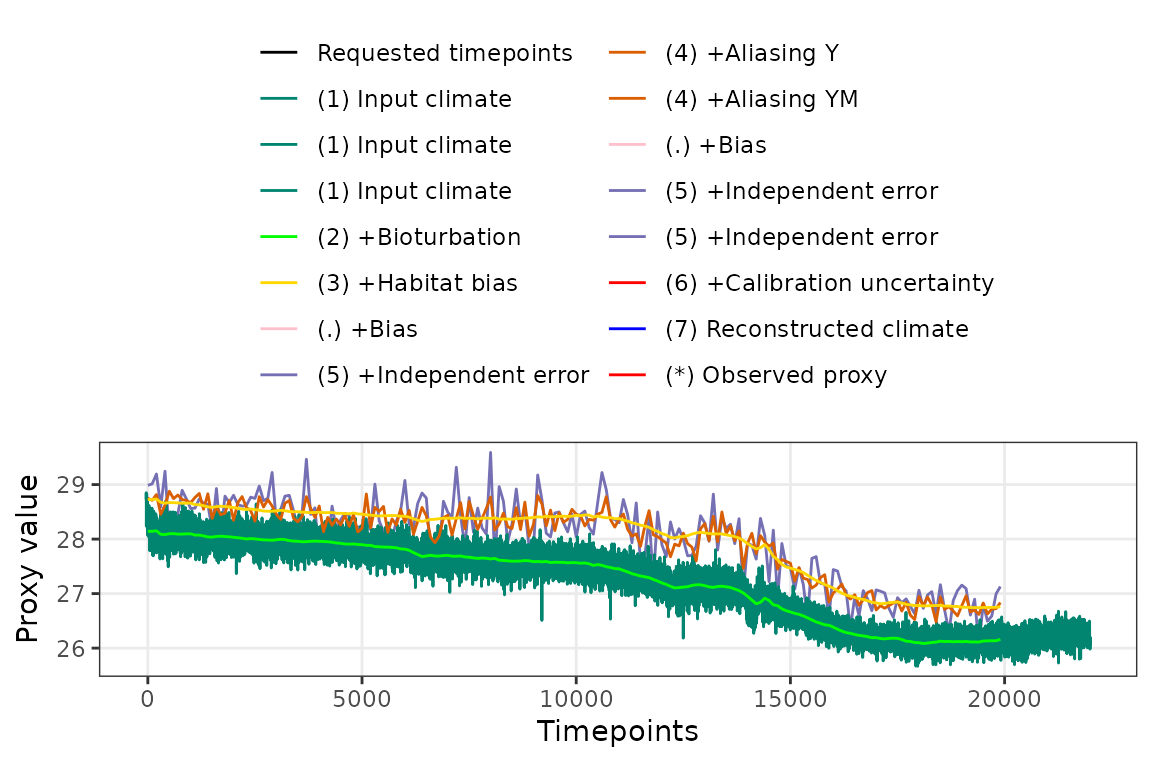 Requested timepoints
(1) Input climate
(1) Input climate
(1) Input climate
(2) +Bioturbation
(3) +Habitat bias
(.) +Bias
(5) +Independent error
(4) +Aliasing Y
(4) +Aliasing YM
(.) +Bias
(5) +Independent error
(5) +Independent error
(6) +Calibration uncertainty
(7) Reconstructed climate
(*) Observed proxy
Proxy value
29
28
27
26
0
5000
10000
15000
20000
Timepoints